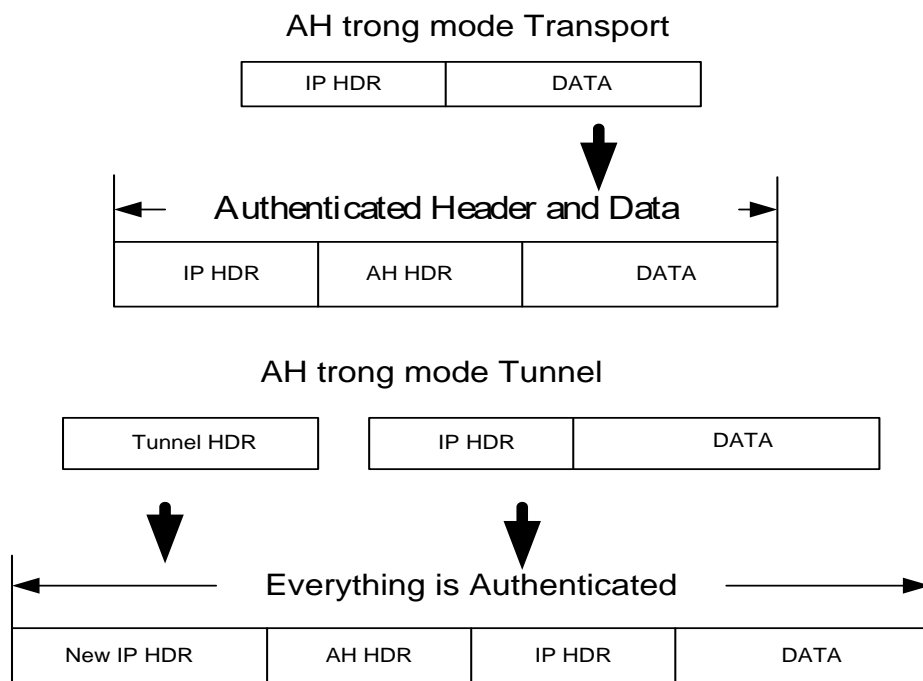 AH trong mode Transport
IP HDR DATA
Authenticated Header and Data
IP HDR AH HDR DATA
AH trong mode Tunnel
Tunnel HDR IP HDR DATA
Everything is Authenticated
New IP HDR AH HDR IP HDR DATA